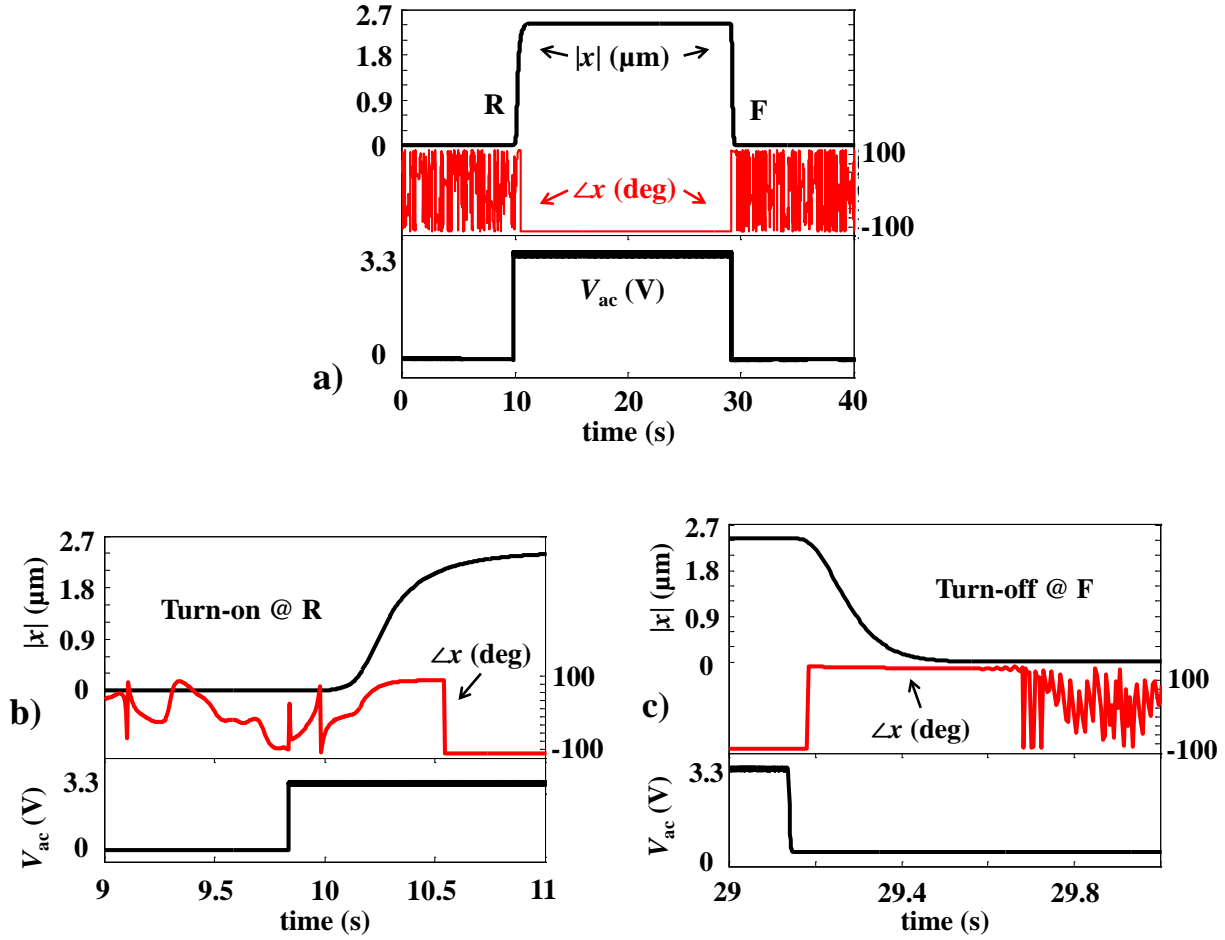 2.7
|x| (µm)
1.8
R
F
0.9
0
100
∠x (deg)
-100
3.3
Vac (V)
0
a)
0 10 20 30 40
time (s)
2.7
|x| (µm)
1.8
Turn-on @ R
0.9
∠x (deg)
0
100
b)
-100
3.3
Vac (V)
0
9 9.5 10 10.5 11
time (s)
2.7
|x| (µm)
1.8
Turn-off @ F
0.9
0
100
c)
∠x (deg)
-100
3.3
Vac (V)
0
29 29.4 29.8
time (s)